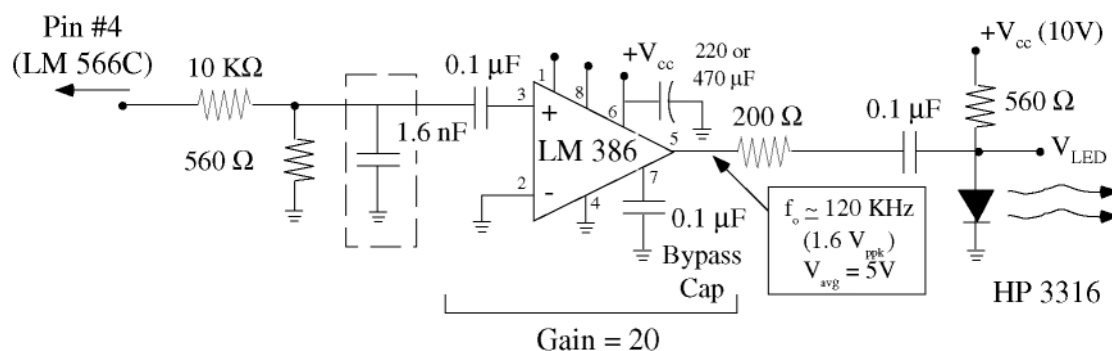 Pin #4
(LM 566C)
10 KΩ
560 Ω
1.6 nF
0.1 µF
1
8
3
+
2
-
LM 386
4
+Vcc
220 or
470 µF
6
5
7
0.1 µF
Bypass
Cap
Gain = 20
200 Ω
0.1 µF
fo ≃ 120 KHz
(1.6 Vppk)
Vavg = 5V
+Vcc (10V)
560 Ω
VLED
HP 3316